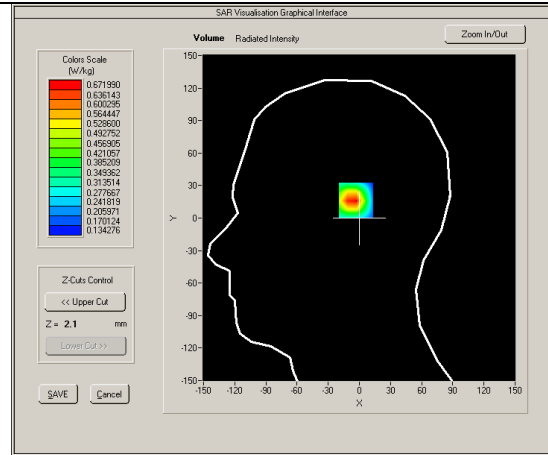 SAR Visualisation Graphical Interface
Volume Radiated Intensity
Zoom In/Out
Colors Scale
(W/kg)
0.671990
0.636143
0.600295
0.564447
0.528600
0.492752
0.456905
0.421057
0.385209
0.349362
0.313514
0.277667
0.241819
0.205971
0.170124
0.134276
Z-Cuts Control
<< Upper Cut
Z = 2.1 mm
Lower Cut >>
SAVE Cancel
Y
150
120
90
60
30
0
-30
-60
-90
-120
-150
-150 -120 -90 -60 -30 0 30 60 90 120 150
X